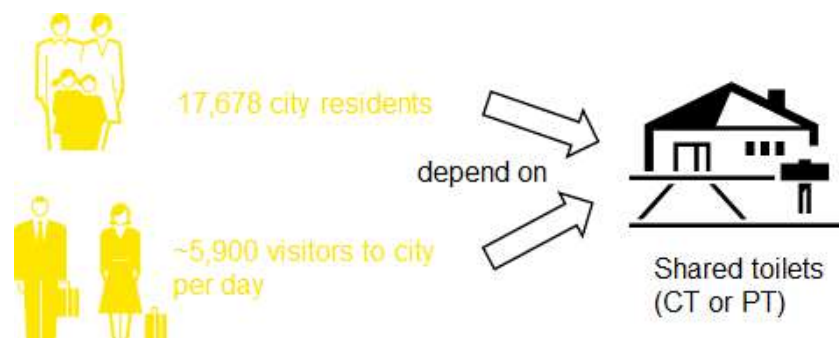 17,678 city residents
depend on
~5,900 visitors to city
per day
Shared toilets
(CT or PT)